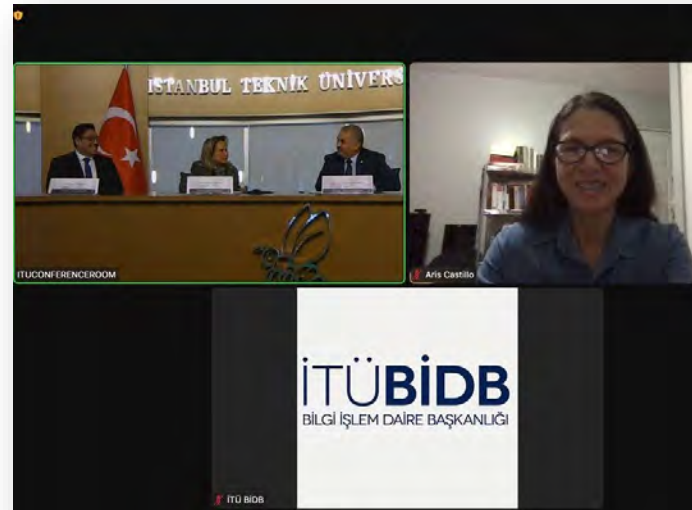 İSTANBUL TEKNİK ÜNİVERS
ITUCONFERENCEROOM
Aris Castillo
İTÜBİDB
BİLGİ İŞLEM DAİRE BAŞKANLIĞI
İTÜ BİDB